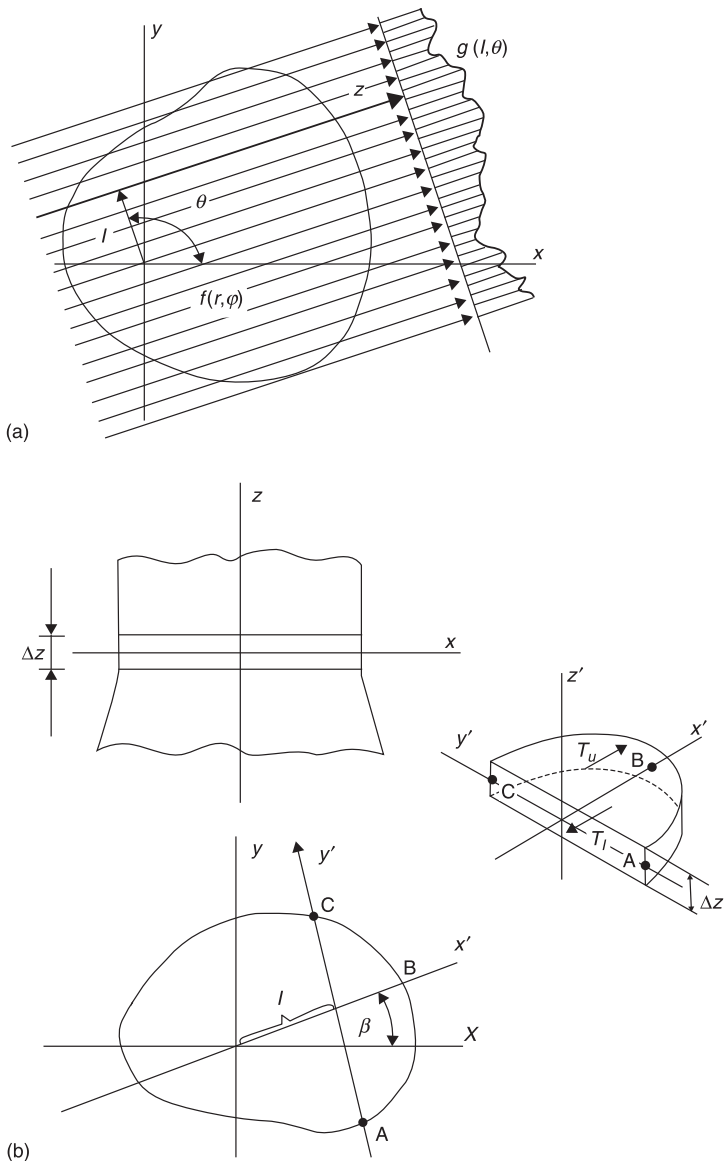 y
g (l,θ)
z
θ
l
x
f(r,φ)
(a)
z
x
Δz
z′
x′
y′
T_u
B
C
T_l
A
Δz
y
y′
C
x′
B
l
β
X
A
(b)